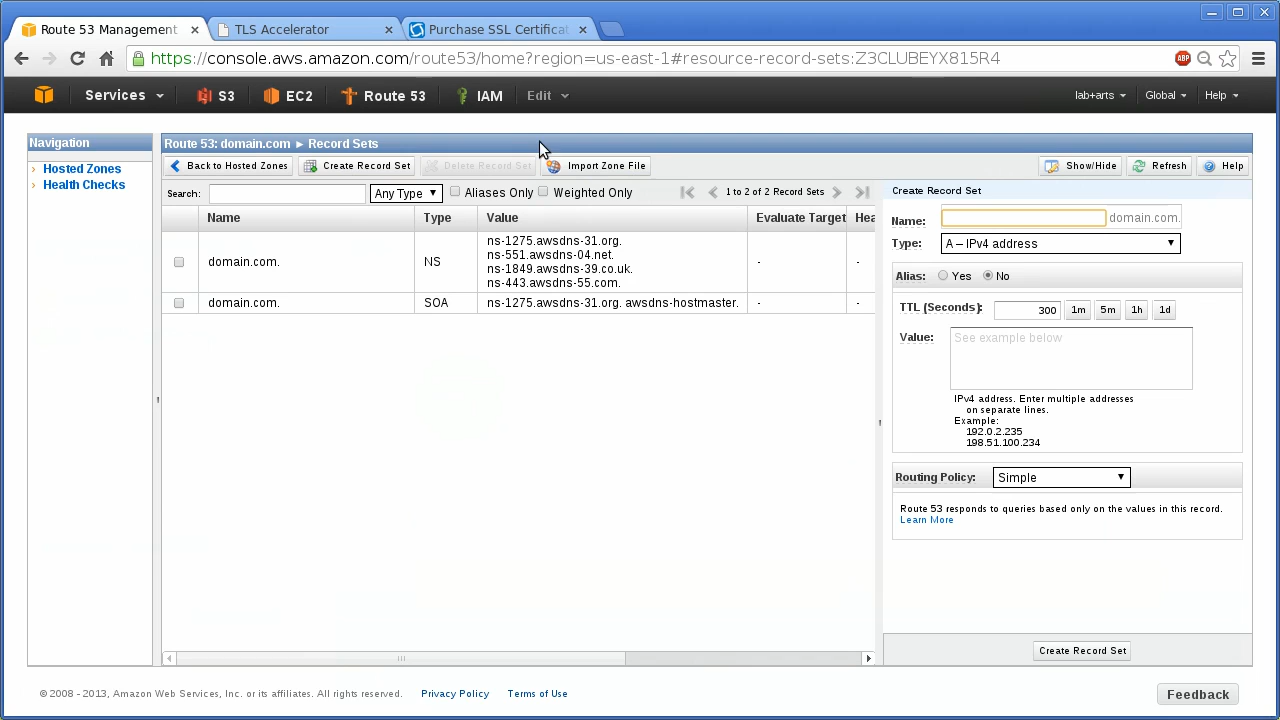 Route 53 Management
TLS Accelerator
Purchase SSL Certificat
https://console.aws.amazon.com/route53/home?region=us-east-1#resource-record-sets:Z3CLUBEYX815R4
ABP
Services
S3
EC2
Route 53
IAM
Edit
lab+arts
Global
Help
Navigation
Hosted Zones
Health Checks
Route 53: domain.com ► Record Sets
Back to Hosted Zones
Create Record Set
Delete Record Set
Import Zone File
Show/Hide
Refresh
Help
Search:
Any Type
Aliases Only
Weighted Only
1 to 2 of 2 Record Sets
Name
Type
Value
Evaluate Target
Hea
domain.com.
NS
ns-1275.awsdns-31.org.
ns-551.awsdns-04.net.
ns-1849.awsdns-39.co.uk.
ns-443.awsdns-55.com.
-
-
domain.com.
SOA
ns-1275.awsdns-31.org. awsdns-hostmaster.
-
-
Create Record Set
Name:
domain.com.
Type:
A – IPv4 address
Alias:
Yes
No
TTL (Seconds):
300
1m
5m
1h
1d
Value:
See example below
IPv4 address. Enter multiple addresses
on separate lines.
Example:
192.0.2.235
198.51.100.234
Routing Policy:
Simple
Route 53 responds to queries based only on the values in this record.
Learn More
Create Record Set
© 2008 - 2013, Amazon Web Services, Inc. or its affiliates. All rights reserved.
Privacy Policy
Terms of Use
Feedback